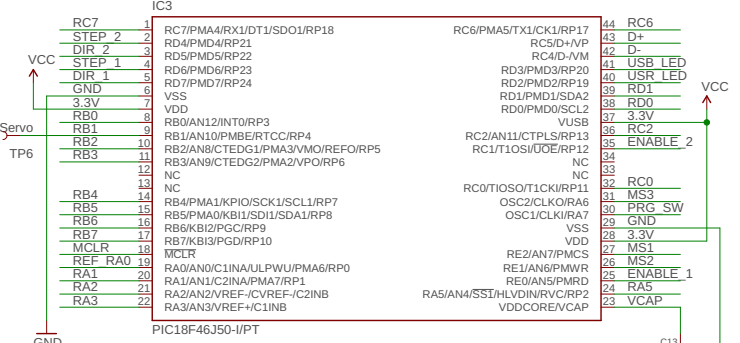 IC3
RC7 1 RC7/PMA4/RX1/DT1/SDO1/RP18 RC6/PMA5/TX1/CK1/RP17 44 RC6
STEP_2 2 RD4/PMD4/RP21 RC5/D+/VP 43 D+
DIR_2 3 RD5/PMD5/RP22 RC4/D-/VM 42 D-
VCC STEP_1 4 RD6/PMD6/RP23 RD3/PMD3/RP20 41 USB_LED
DIR_1 5 RD7/PMD7/RP24 RD2/PMD2/RP19 40 USR_LED
GND 6 VSS RD1/PMD1/SDA2 39 RD1 VCC
3.3V 7 VDD RD0/PMD0/SCL2 38 RD0
RB0 8 RB0/AN12/INT0/RP3 VUSB 37 3.3V
Servo RB1 9 RB1/AN10/PMBE/RTCC/RP4 RC2/AN11/CTPLS/RP13 36 RC2
RB2 10 RB2/AN8/CTEDG1/PMA3/VMO/REFO/RP5 RC1/T1OSI/UOE/RP12 35 ENABLE_2
TP6 RB3 11 RB3/AN9/CTEDG2/PMA2/VPO/RP6 NC 34
12 NC NC 33
13 NC RC0/TIOSO/T1CKI/RP11 32 RC0
RB4 14 RB4/PMA1/KPIO/SCK1/SCL1/RP7 OSC2/CLKO/RA6 31 MS3
RB5 15 RB5/PMA0/KBI1/SDI1/SDA1/RP8 OSC1/CLKI/RA7 30 PRG_SW
RB6 16 RB6/KBI2/PGC/RP9 VSS 29 GND
RB7 17 RB7/KBI3/PGD/RP10 VDD 28 3.3V
MCLR 18 MCLR RE2/AN7/PMCS 27 MS1
REF_RA0 19 RA0/AN0/C1INA/ULPWU/PMA6/RP0 RE1/AN6/PMWR 26 MS2
RA1 20 RA1/AN1/C2INA/PMA7/RP1 RE0/AN5/PMRD 25 ENABLE_1
RA2 21 RA2/AN2/VREF-/CVREF-/C2INB RA5/AN4/SS1/HLVDIN/RVC/RP2 24 RA5
RA3 22 RA3/AN3/VREF+/C1INB VDDCORE/VCAP 23 VCAP
PIC18F46J50-I/PT
GND C13